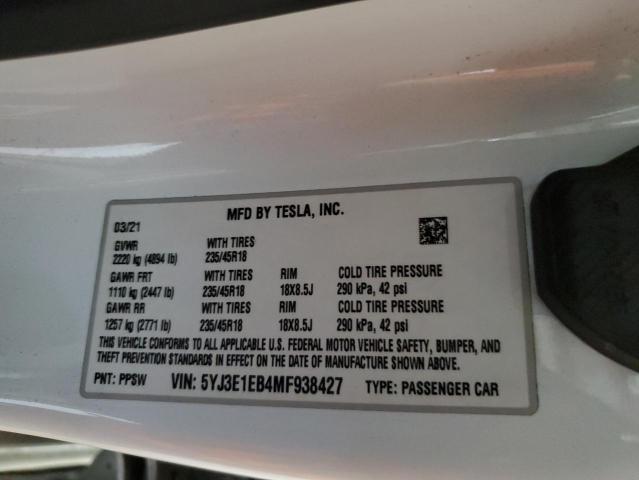 MFD BY TESLA, INC.
03/21
GVWR WITH TIRES
2220 kg (4894 lb) 235/45R18
GAWR FRT WITH TIRES RIM COLD TIRE PRESSURE
1110 kg (2447 lb) 235/45R18 18X8.5J 290 kPa, 42 psi
GAWR RR WITH TIRES RIM COLD TIRE PRESSURE
1257 kg (2771 lb) 235/45R18 18X8.5J 290 kPa, 42 psi
THIS VEHICLE CONFORMS TO ALL APPLICABLE U.S. FEDERAL MOTOR VEHICLE SAFETY, BUMPER, AND
THEFT PREVENTION STANDARDS IN EFFECT ON THE DATE OF MANUFACTURE SHOWN ABOVE.
PNT: PPSW VIN: 5YJ3E1EB4MF938427 TYPE: PASSENGER CAR